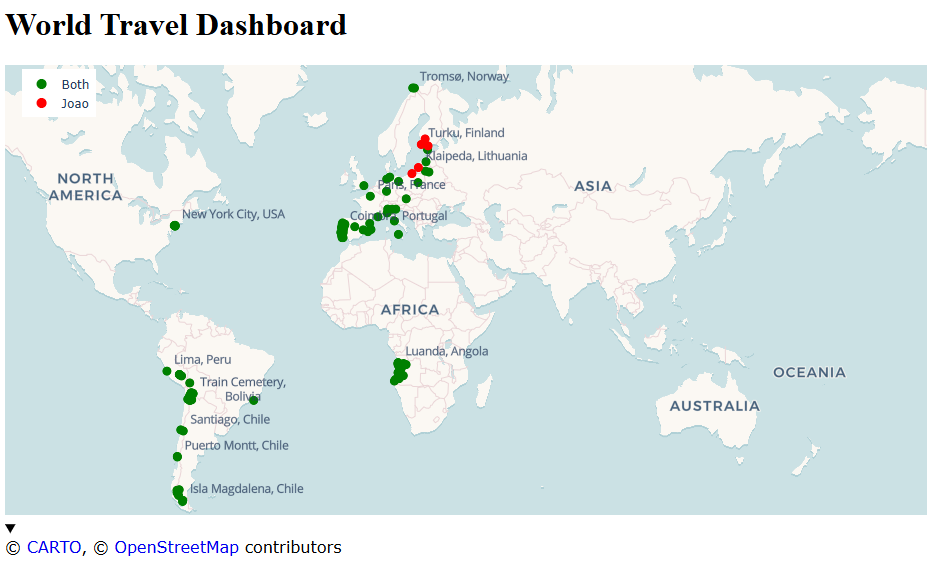 World Travel Dashboard
Both
Joao
Tromsø, Norway
Turku, Finland
Klaipeda, Lithuania
Paris, France
NORTH
AMERICA
ASIA
New York City, USA
Coimbra, Portugal
AFRICA
Luanda, Angola
Lima, Peru
OCEANIA
Train Cemetery,
Bolivia
AUSTRALIA
Santiago, Chile
Puerto Montt, Chile
Isla Magdalena, Chile
© CARTO, © OpenStreetMap contributors